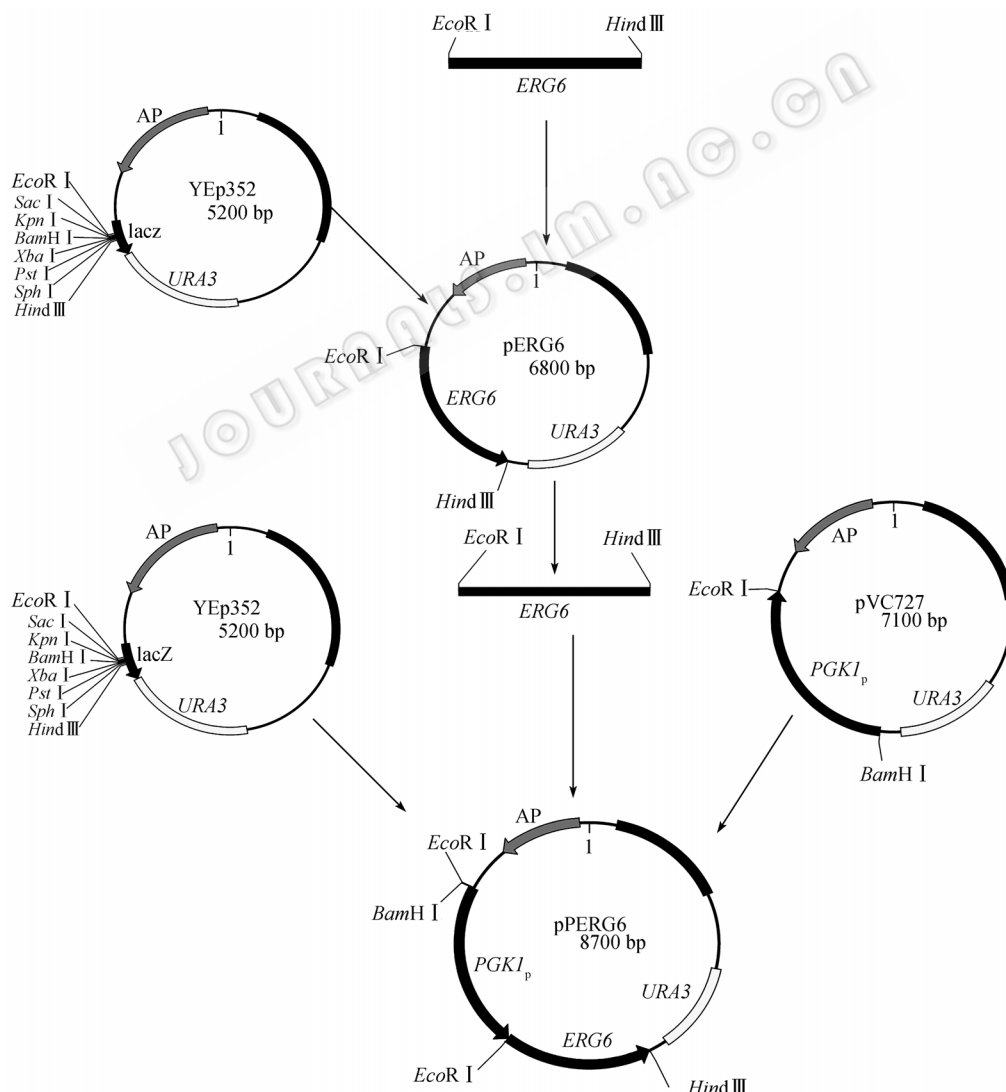 EcoR Ⅰ
Hind Ⅲ
ERG6
AP
1
YEp352
5200 bp
EcoR Ⅰ
Sac Ⅰ
Kpn Ⅰ
BamH Ⅰ
Xba Ⅰ
Pst Ⅰ
Sph Ⅰ
Hind Ⅲ
lacz
URA3
AP
1
pERG6
6800 bp
EcoR Ⅰ
ERG6
URA3
Hind Ⅲ
JOURNALS.IM.AC.CN
EcoR Ⅰ
Hind Ⅲ
ERG6
AP
1
YEp352
5200 bp
EcoR Ⅰ
Sac Ⅰ
Kpn Ⅰ
BamH Ⅰ
Xba Ⅰ
Pst Ⅰ
Sph Ⅰ
Hind Ⅲ
lacZ
URA3
AP
1
EcoR Ⅰ
pVC727
7100 bp
PGK1p
URA3
BamH Ⅰ
AP
1
EcoR Ⅰ
BamH Ⅰ
pPERG6
8700 bp
PGK1p
URA3
ERG6
EcoR Ⅰ
Hind Ⅲ